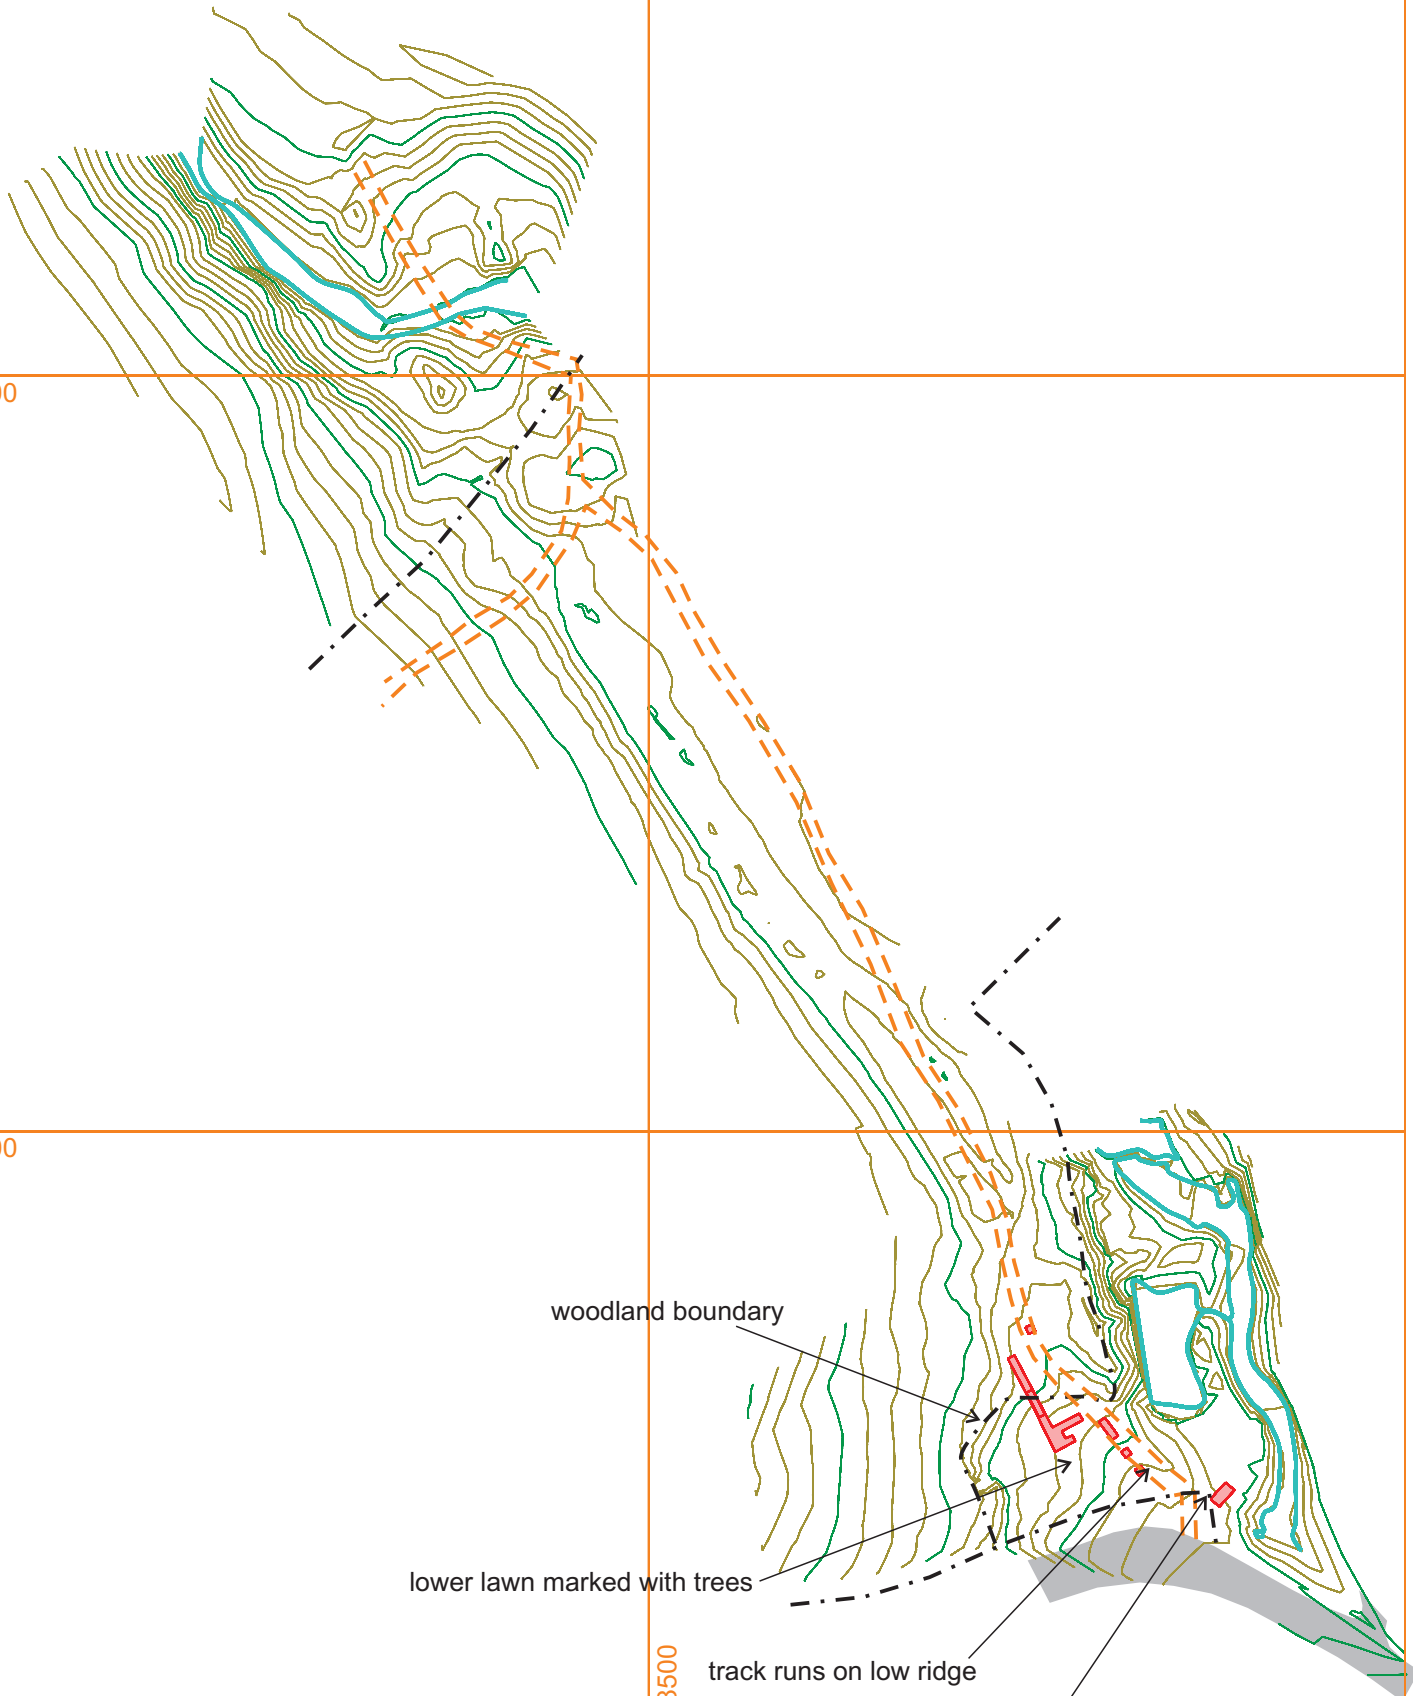 00
00
woodland boundary
lower lawn marked with trees
track runs on low ridge
3500